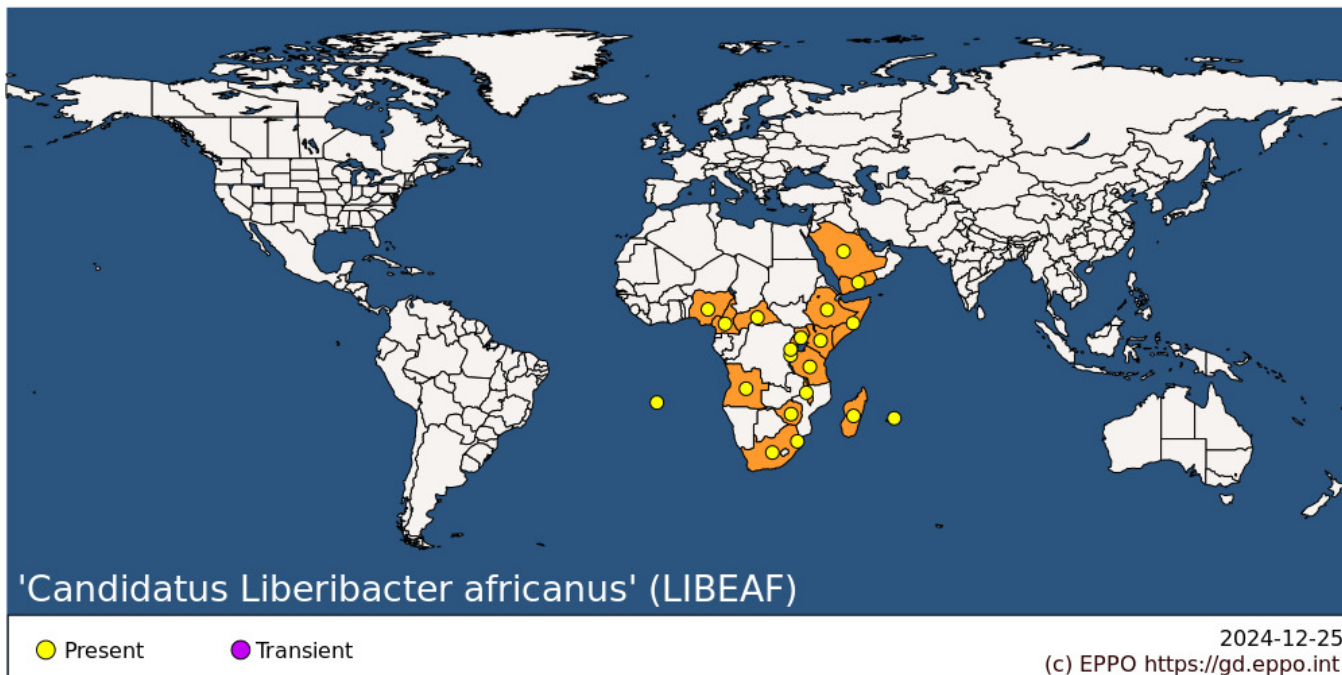 'Candidatus Liberibacter africanus' (LIBEAF)
Present
Transient
2024-12-25
(c) EPPO https://gd.eppo.int